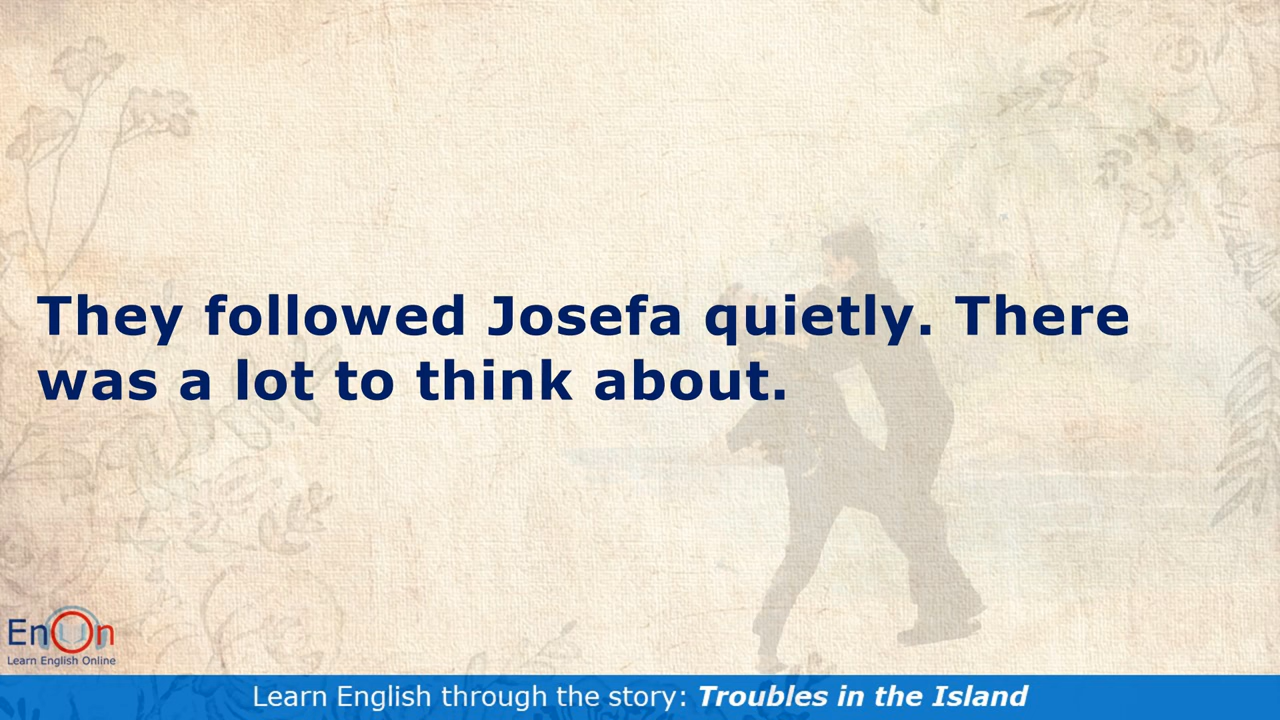 They followed Josefa quietly. There
was a lot to think about.
EnOn
Learn English Online
Learn English through the story: Troubles in the Island